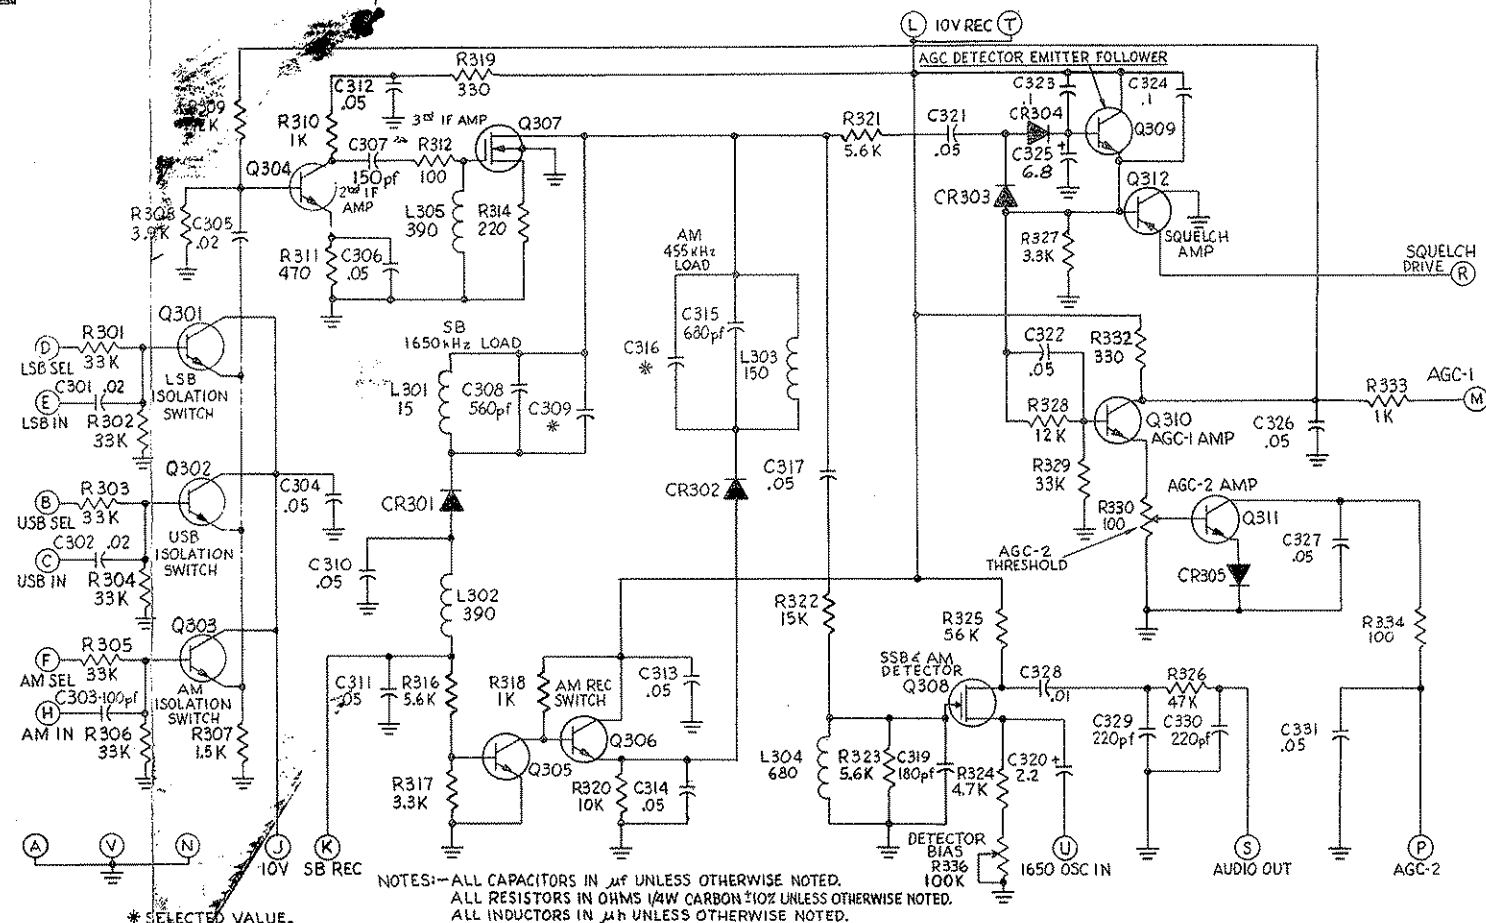 L 10V REC T
AGC DETECTOR EMITTER FOLLOWER
R319
330
C312
.05
C323
.1
C324
.1
R310
1K
3RD IF AMP
Q307
C307
150pf
R312
100
R321
5.6K
C321
.05
CR304
C325
6.8
Q309
Q304
2ND IF
AMP
CR303
Q312
SQUELCH
AMP
3.9K
C305
.02
L305
390
R314
220
R311
470
C306
.05
AM
455 kHz
LOAD
R327
3.3K
SQUELCH
DRIVE R
Q301
D
LSB SEL
R301
33K
C301 .02
E
LSB IN
R302
33K
LSB
ISOLATION
SWITCH
SB
1650 kHz LOAD
L301
15
C308
560pf
C309
*
C316
*
C315
680pf
L303
150
C322
.05
R332
330
R328
12K
Q310
AGC-1 AMP
R333
1K
AGC-1
M
C326
.05
Q302
B
USB SEL
R303
33K
C302 .02
C
USB IN
R304
33K
USB
ISOLATION
SWITCH
C304
.05
CR301
CR302
C317
.05
R329
33K
AGC-2 AMP
R330
100
Q311
AGC-2
THRESHOLD
CR305
C327
.05
C310
.05
L302
390
R322
15K
R325
56K
R334
100
Q303
F
AM SEL
R305
33K
C303-100pf
H
AM IN
R306
33K
AM
ISOLATION
SWITCH
R307
1.5K
C311
.05
R316
5.6K
R318
1K
AM REC
SWITCH
C313
.05
SSB & AM
DETECTOR
Q308
C328
.01
R326
47K
C329
220pf
C330
220pf
C331
.05
Q306
Q305
R317
3.3K
R320
10K
C314
.05
L304
680
R323
5.6K
C319
180pf
R324
4.7K
C320 +
2.2
DETECTOR
BIAS
R336
100K
A V N
J
10V
K
SB REC
U
1650 OSC IN
S
AUDIO OUT
P
AGC-2
NOTES:- ALL CAPACITORS IN µf UNLESS OTHERWISE NOTED.
ALL RESISTORS IN OHMS 1/4W CARBON ±10% UNLESS OTHERWISE NOTED.
ALL INDUCTORS IN µh UNLESS OTHERWISE NOTED.
* SELECTED VALUE.